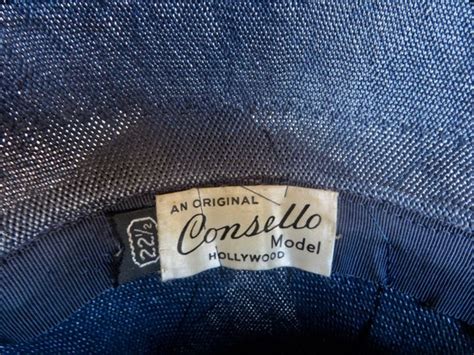 AN ORIGINAL
Consello
Model
HOLLYWOOD
22½